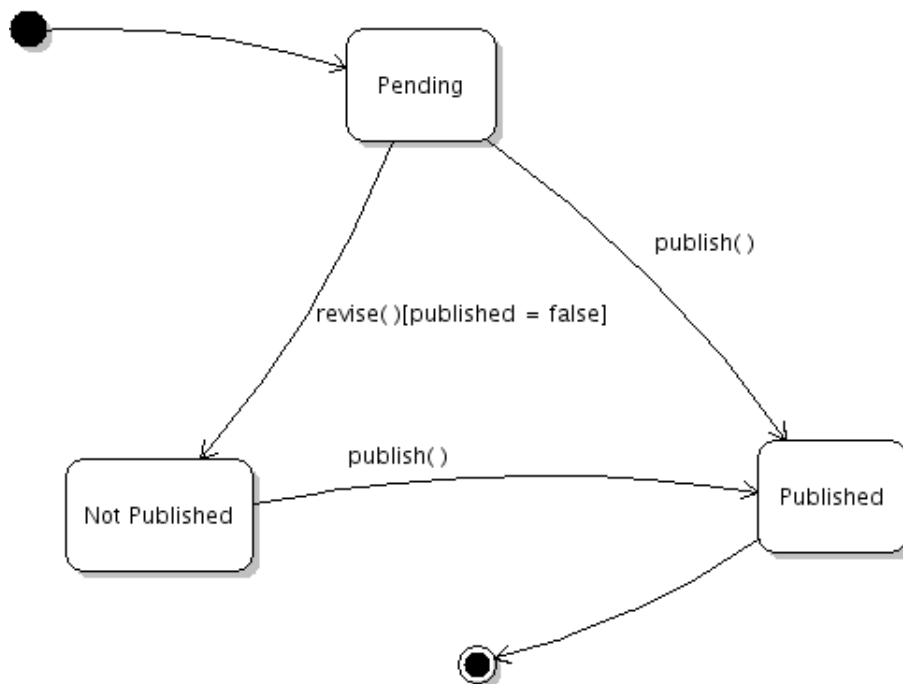 Pending
publish()
revise()[published = false]
publish()
Not Published
Published